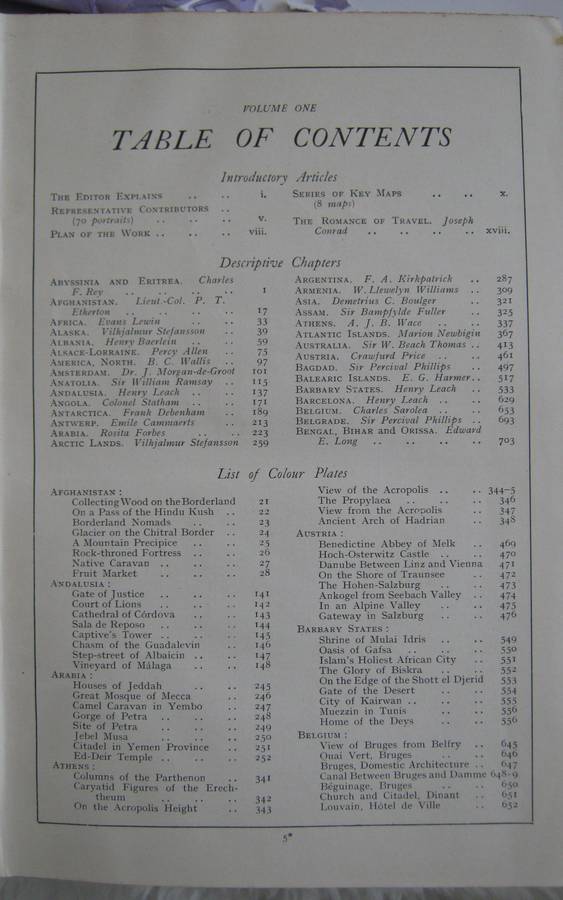 VOLUME ONE
TABLE OF CONTENTS
Introductory Articles
THE EDITOR EXPLAINS .. .. i.
REPRESENTATIVE CONTRIBUTORS ..
(70 portraits) .. .. .. v.
PLAN OF THE WORK .. .. .. viii.
SERIES OF KEY MAPS .. .. x.
(8 maps)
THE ROMANCE OF TRAVEL. Joseph
Conrad .. .. .. .. xviii.
Descriptive Chapters
ABYSSINIA AND ERITREA. Charles
F. Rey .. .. .. .. 1
AFGHANISTAN. Lieut.-Col. P. T.
Etherton .. .. .. .. 17
AFRICA. Evans Lewin .. .. 33
ALASKA. Vilhjalmur Stefansson .. 39
ALBANIA. Henry Baerlein .. .. 59
ALSACE-LORRAINE. Percy Allen .. 75
AMERICA, NORTH. B. C. Wallis .. 97
AMSTERDAM. Dr. J. Morgan-de-Groot 101
ANATOLIA. Sir William Ramsay .. 115
ANDALUSIA. Henry Leach .. .. 137
ANGOLA. Colonel Statham .. .. 171
ANTARCTICA. Frank Debenham .. 189
ANTWERP. Emile Cammaerts .. 213
ARABIA. Rosita Forbes .. .. 223
ARCTIC LANDS. Vilhjalmur Stefansson 259
ARGENTINA. F. A. Kirkpatrick .. 287
ARMENIA. W. Llewelyn Williams .. 309
ASIA. Demetrius C. Boulger .. 321
ASSAM. Sir Bampfylde Fuller .. 325
ATHENS. A. J. B. Wace .. .. 337
ATLANTIC ISLANDS. Marion Newbigin 367
AUSTRALIA. Sir W. Beach Thomas .. 413
AUSTRIA. Crawfurd Price .. .. 461
BAGDAD. Sir Percival Phillips .. 497
BALEARIC ISLANDS. E. G. Harmer.. 517
BARBARY STATES. Henry Leach .. 533
BARCELONA. Henry Leach .. .. 629
BELGIUM. Charles Sarolea .. .. 653
BELGRADE. Sir Percival Phillips .. 693
BENGAL, BIHAR AND ORISSA. Edward
E. Long .. .. .. .. 703
List of Colour Plates
AFGHANISTAN :
Collecting Wood on the Borderland 21
On a Pass of the Hindu Kush .. 22
Borderland Nomads .. .. 23
Glacier on the Chitral Border .. 24
A Mountain Precipice .. .. 25
Rock-throned Fortress .. .. 26
Native Caravan .. .. .. 27
Fruit Market .. .. .. 28
ANDALUSIA :
Gate of Justice .. .. .. 141
Court of Lions .. .. .. 142
Cathedral of Córdova .. .. 143
Sala de Reposo .. .. .. 144
Captive's Tower .. .. .. 145
Chasm of the Guadalevin .. 146
Step-street of Albaicin .. .. 147
Vineyard of Málaga .. .. 148
ARABIA :
Houses of Jeddah .. .. 245
Great Mosque of Mecca .. 246
Camel Caravan in Yembo .. 247
Gorge of Petra .. .. .. 248
Site of Petra .. .. .. 249
Jebel Musa .. .. .. 250
Citadel in Yemen Province .. 251
Ed-Deir Temple .. .. .. 252
ATHENS :
Columns of the Parthenon .. 341
Caryatid Figures of the Erech-
theum .. .. .. 342
On the Acropolis Height .. 343
View of the Acropolis .. .. 344-5
The Propylaea .. .. .. 346
View from the Acropolis .. 347
Ancient Arch of Hadrian .. 348
AUSTRIA :
Benedictine Abbey of Melk .. 469
Hoch-Osterwitz Castle .. .. 470
Danube Between Linz and Vienna 471
On the Shore of Traunsee .. 472
The Hohen-Salzburg .. .. 473
Ankogel from Seebach Valley .. 474
In an Alpine Valley .. .. 475
Gateway in Salzburg .. .. 476
BARBARY STATES :
Shrine of Mulai Idris .. .. 549
Oasis of Gafsa .. .. .. 550
Islam's Holiest African City .. 551
The Glory of Biskra .. .. 552
On the Edge of the Shott el Djerid 553
Gate of the Desert .. .. 554
City of Kairwan .. .. .. 555
Muezzin in Tunis .. .. 556
Home of the Deys .. .. 556
BELGIUM :
View of Bruges from Belfry .. 645
Quai Vert, Bruges .. .. 646
Bruges, Domestic Architecture .. 647
Canal Between Bruges and Damme 648-9
Béguinage, Bruges .. .. 650
Church and Citadel, Dinant .. 651
Louvain, Hôtel de Ville .. 652
5*